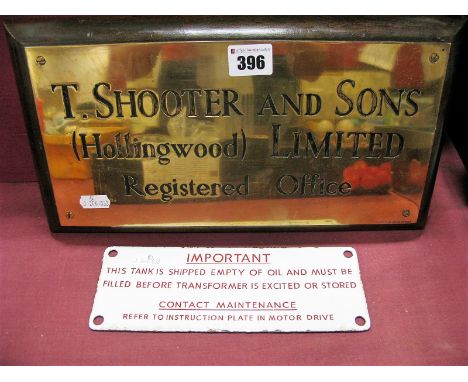 396
T. SHOOTER AND SONS
(Hollingwood) LIMITED
Registered Office
IMPORTANT
THIS TANK IS SHIPPED EMPTY OF OIL AND MUST BE
FILLED BEFORE TRANSFORMER IS EXCITED OR STORED
CONTACT MAINTENANCE
REFER TO INSTRUCTION PLATE IN MOTOR DRIVE